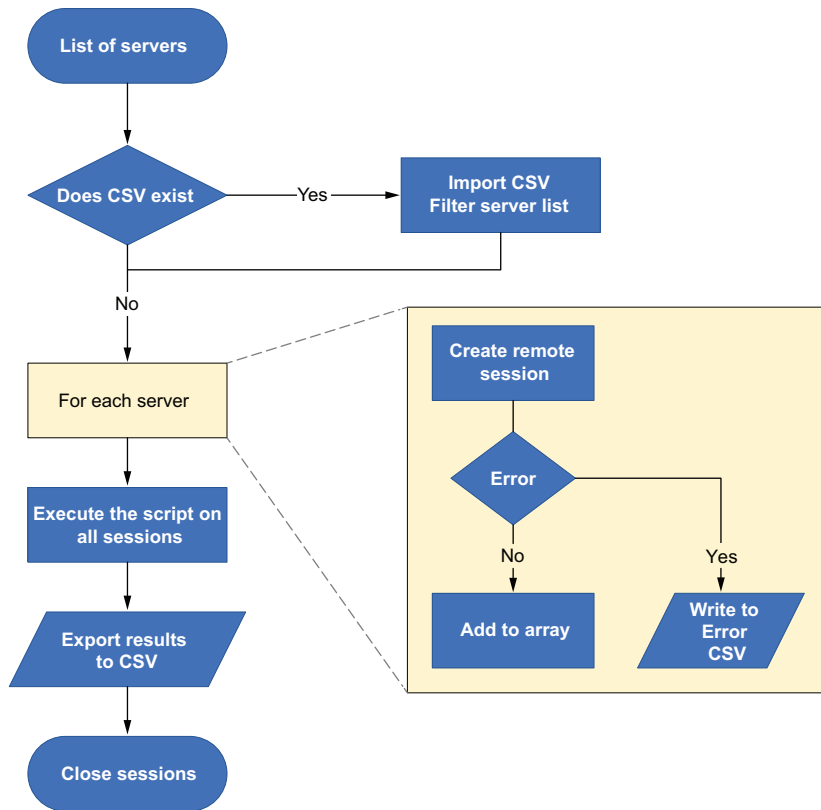 List of servers
Does CSV exist
Yes
Import CSV
Filter server list
No
For each server
Execute the script on
all sessions
Export results
to CSV
Close sessions
Create remote
session
Error
No
Yes
Add to array
Write to
Error
CSV